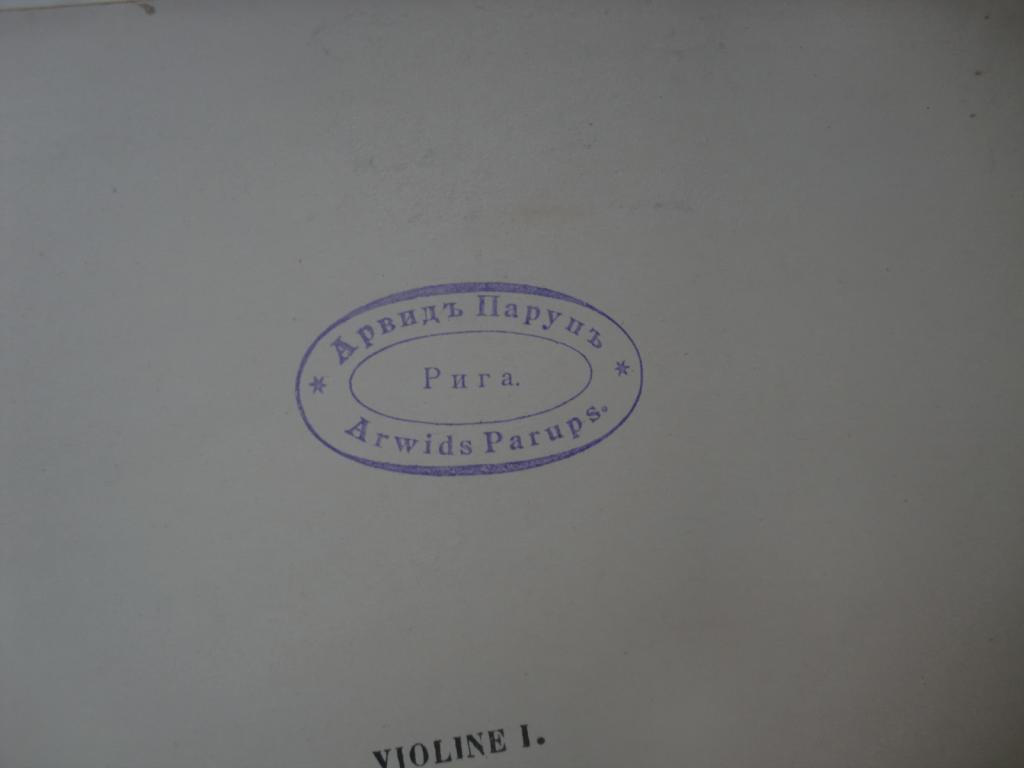 Арвидъ Парупъ
* Рига. *
Arwids Parups.
VIOLINE I.